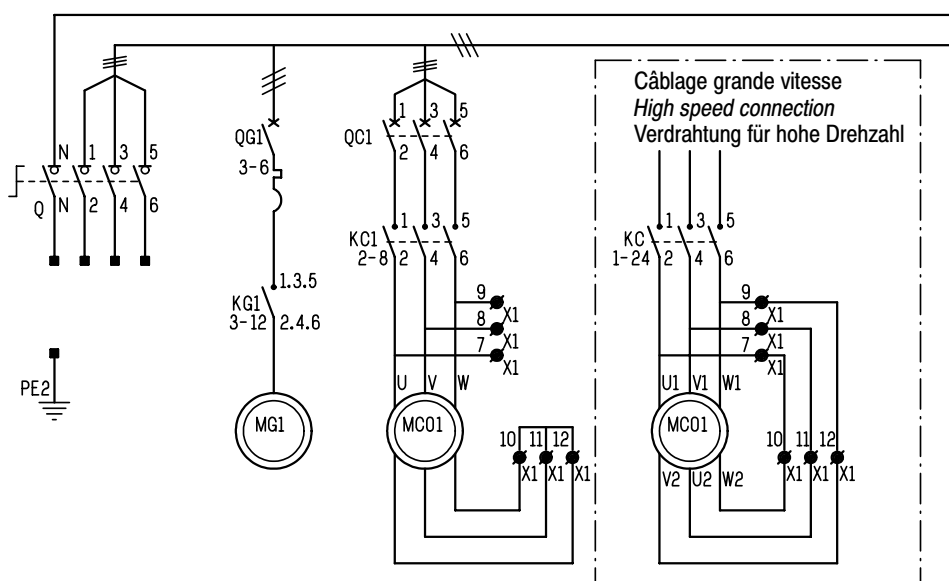 Câblage grande vitesse
High speed connection
Verdrahtung für hohe Drehzahl
N 1 3 5
Q N 2 4 6
PE2
QG1
3-6
KG1
3-12
1.3.5
2.4.6
MG1
QC1
1 3 5
2 4 6
KC1
2-8
1 3 5
2 4 6
9 X1
8 X1
7 X1
U V W
MC01
10 11 12
X1 X1 X1
KC
1-24
1 3 5
2 4 6
9 X1
8 X1
7 X1
U1 V1 W1
MC01
V2 U2 W2
10 11 12
X1 X1 X1